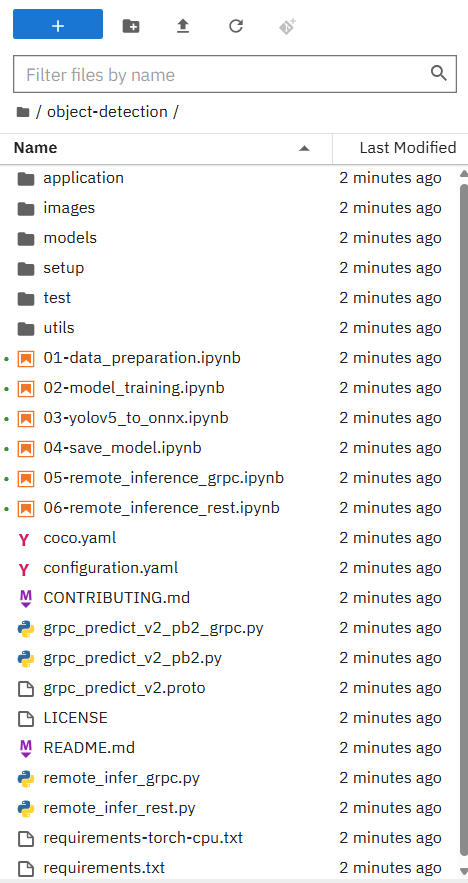 Filter files by name
/ object-detection /
Name Last Modified
application 2 minutes ago
images 2 minutes ago
models 2 minutes ago
setup 2 minutes ago
test 2 minutes ago
utils 2 minutes ago
01-data_preparation.ipynb 2 minutes ago
02-model_training.ipynb 2 minutes ago
03-yolov5_to_onnx.ipynb 2 minutes ago
04-save_model.ipynb 2 minutes ago
05-remote_inference_grpc.ipynb 2 minutes ago
06-remote_inference_rest.ipynb 2 minutes ago
Y coco.yaml 2 minutes ago
Y configuration.yaml 2 minutes ago
M CONTRIBUTING.md 2 minutes ago
grpc_predict_v2_pb2_grpc.py 2 minutes ago
grpc_predict_v2_pb2.py 2 minutes ago
grpc_predict_v2.proto 2 minutes ago
LICENSE 2 minutes ago
M README.md 2 minutes ago
remote_infer_grpc.py 2 minutes ago
remote_infer_rest.py 2 minutes ago
requirements-torch-cpu.txt 2 minutes ago
requirements.txt 2 minutes ago